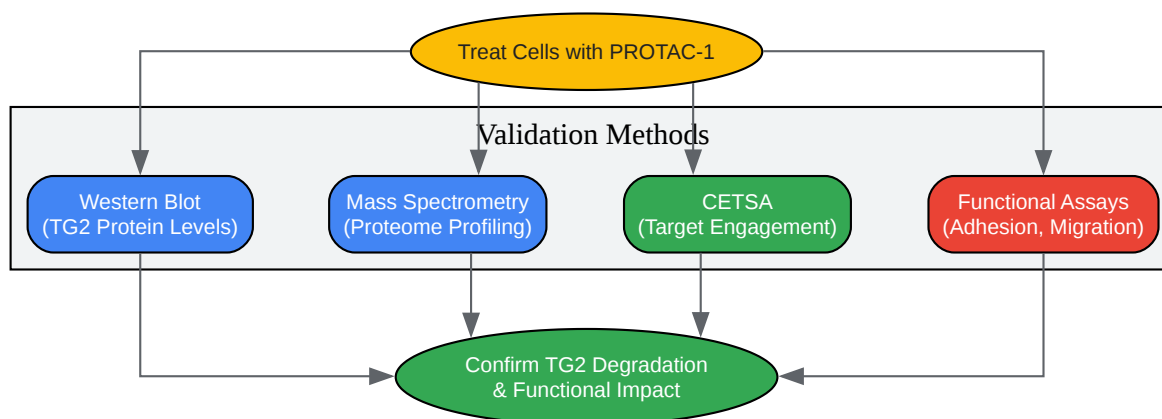 Treat Cells with PROTAC-1
Validation Methods
Western Blot
(TG2 Protein Levels)
Mass Spectrometry
(Proteome Profiling)
CETSA
(Target Engagement)
Functional Assays
(Adhesion, Migration)
Confirm TG2 Degradation
& Functional Impact